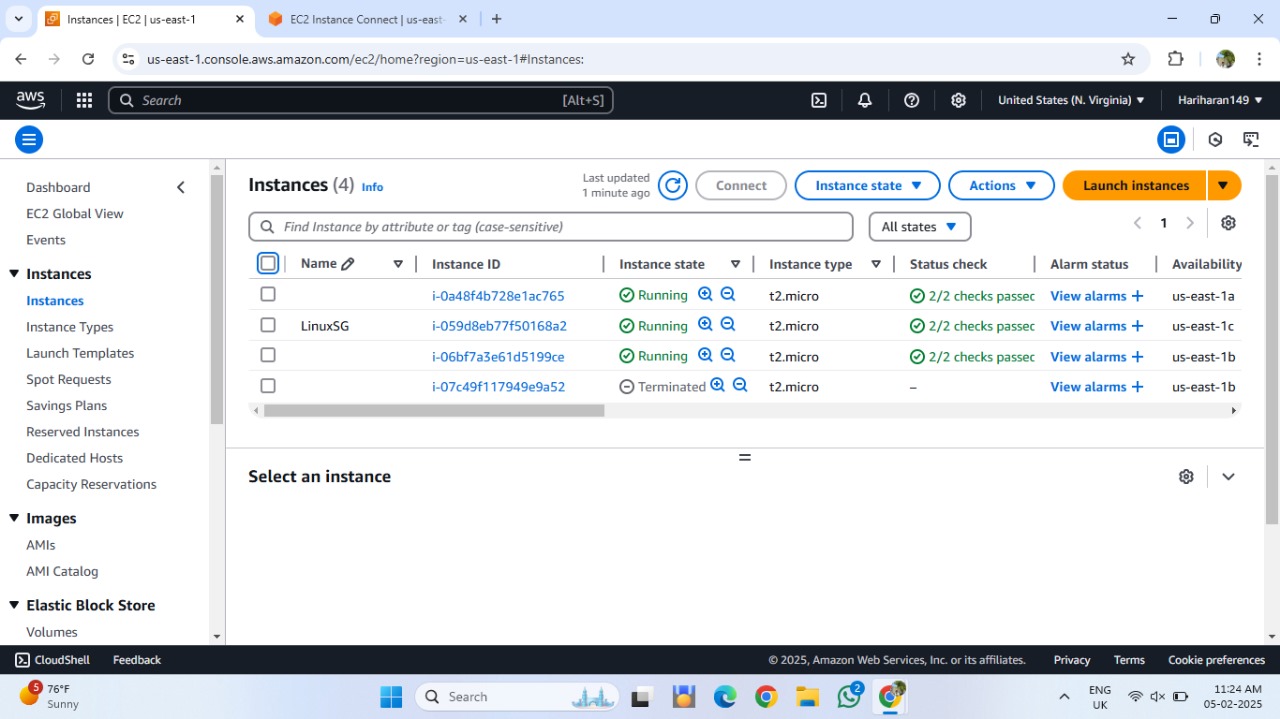 Instances | EC2 | us-east-1
EC2 Instance Connect | us-east
us-east-1.console.aws.amazon.com/ec2/home?region=us-east-1#Instances:
aws
Search [Alt+S]
United States (N. Virginia)
Hariharan149
Dashboard
EC2 Global View
Events
Instances
Instances
Instance Types
Launch Templates
Spot Requests
Savings Plans
Reserved Instances
Dedicated Hosts
Capacity Reservations
Images
AMIs
AMI Catalog
Elastic Block Store
Volumes
Instances (4) Info
Last updated
1 minute ago
Connect
Instance state
Actions
Launch instances
Find Instance by attribute or tag (case-sensitive)
All states
1
Name Instance ID Instance state Instance type Status check Alarm status Availability
i-0a48f4b728e1ac765 Running t2.micro 2/2 checks passec View alarms + us-east-1a
LinuxSG i-059d8eb77f50168a2 Running t2.micro 2/2 checks passec View alarms + us-east-1c
i-06bf7a3e61d5199ce Running t2.micro 2/2 checks passec View alarms + us-east-1b
i-07c49f117949e9a52 Terminated t2.micro – View alarms + us-east-1b
Select an instance
CloudShell Feedback © 2025, Amazon Web Services, Inc. or its affiliates. Privacy Terms Cookie preferences
5
76°F
Sunny
Search
2
ENG
UK
11:24 AM
05-02-2025